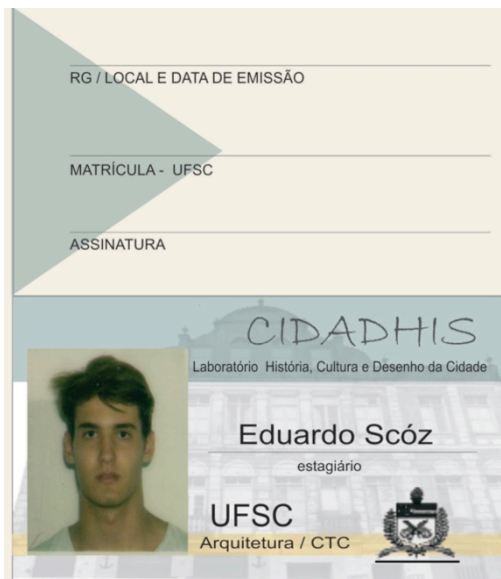 RG / LOCAL E DATA DE EMISSÃO
MATRÍCULA - UFSC
ASSINATURA
CIDADHIS
Laboratório História, Cultura e Desenho da Cidade
Eduardo Scóz
estagiário
UFSC
Arquitetura / CTC